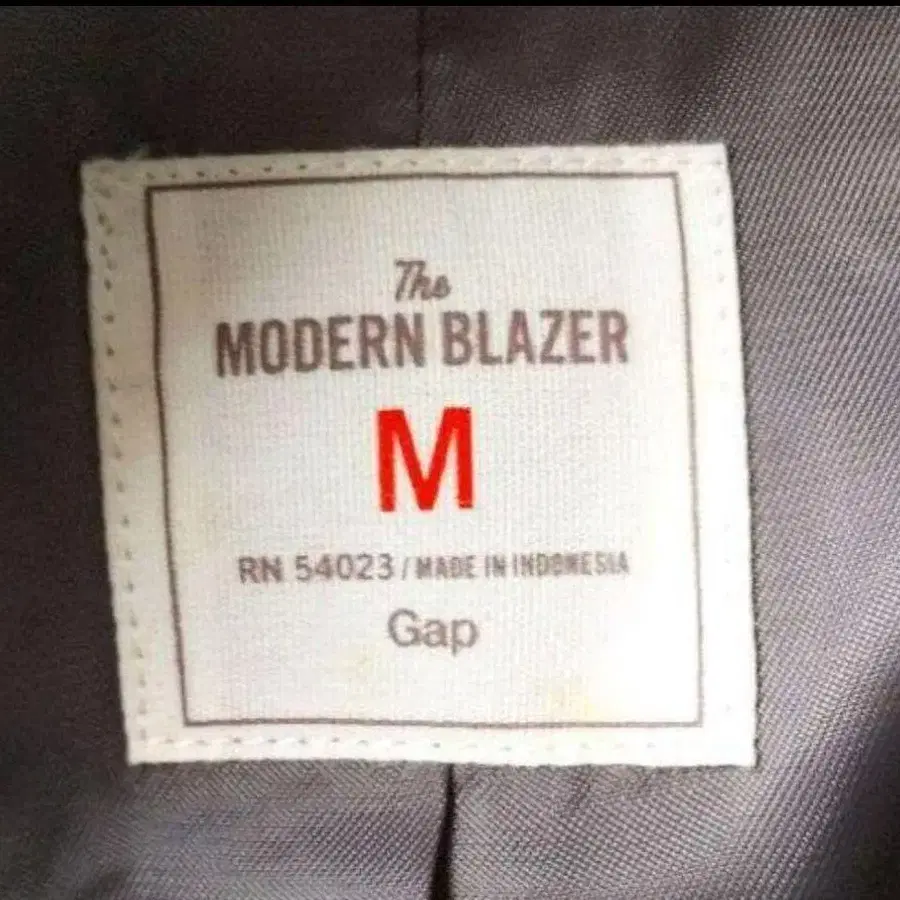 The
MODERN BLAZER
M
RN 54023 / MADE IN INDONESIA
Gap